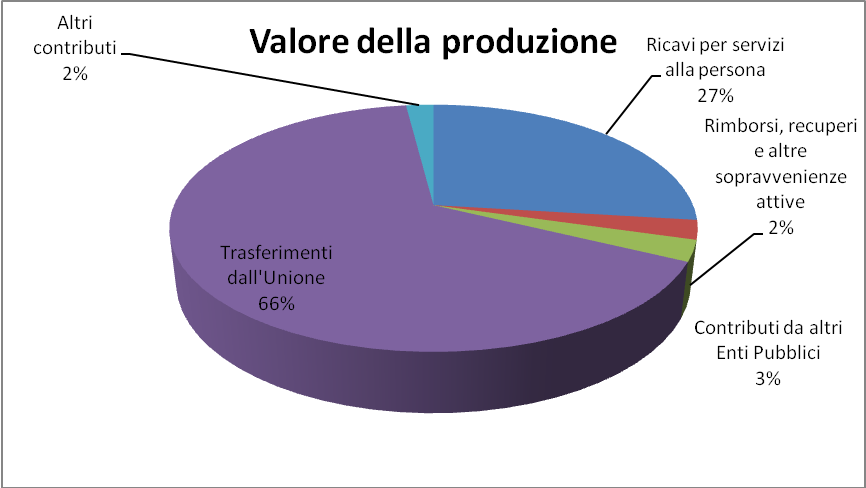 Valore della produzione
Altri
contributi
2%
Ricavi per servizi
alla persona
27%
Rimborsi, recuperi
e altre
sopravvenienze
attive
2%
Contributi da altri
Enti Pubblici
3%
Trasferimenti
dall'Unione
66%